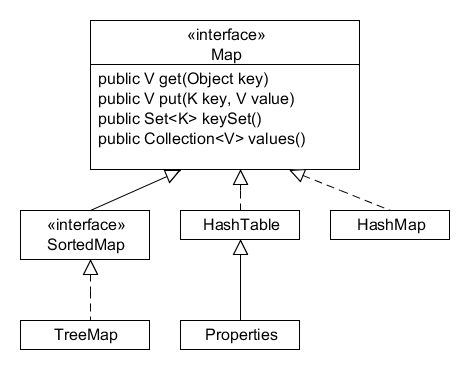 «interface»
Map
public V get(Object key)
public V put(K key, V value)
public Set<K> keySet()
public Collection<V> values()
«interface»
SortedMap
HashTable
HashMap
TreeMap
Properties